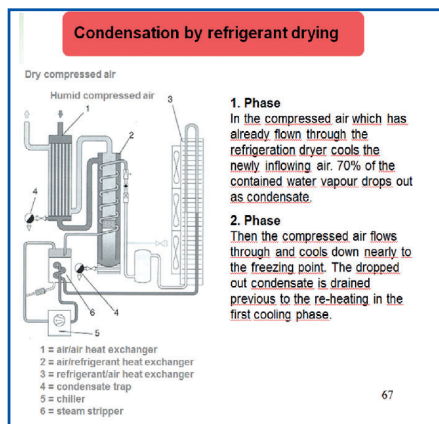 Condensation by refrigerant drying
Dry compressed air
Humid compressed air
1
2
3
4
4
6
5
1 = air/air heat exchanger
2 = air/refrigerant heat exchanger
3 = refrigerant/air heat exchanger
4 = condensate trap
5 = chiller
6 = steam stripper
1. Phase
In the compressed air which has
already flown through the
refrigeration dryer cools the
newly inflowing air. 70% of the
contained water vapour drops out
as condensate.
2. Phase
Then the compressed air flows
through and cools down nearly to
the freezing point. The dropped
out condensate is drained
previous to the re-heating in the
first cooling phase.
67